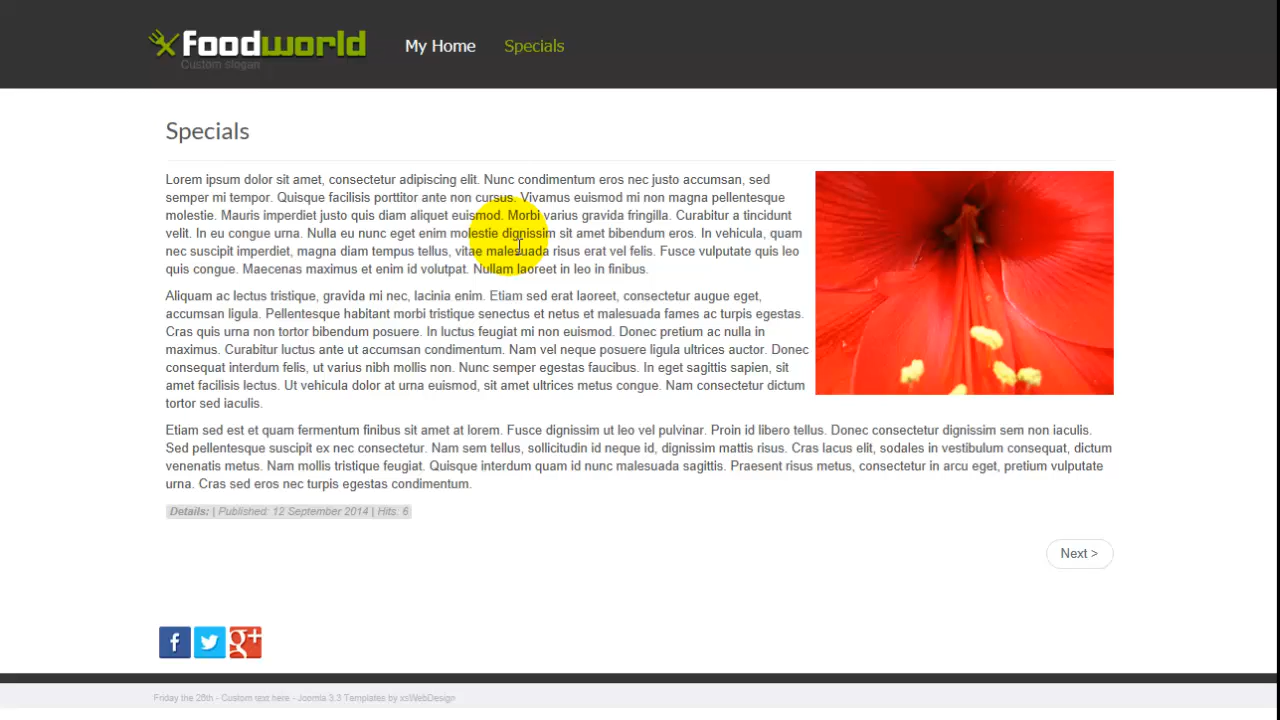 foodworld
Custom slogan
My Home
Specials
Specials
Lorem ipsum dolor sit amet, consectetur adipiscing elit. Nunc condimentum eros nec justo accumsan, sed
semper mi tempor. Quisque facilisis porttitor ante non cursus. Vivamus euismod mi non magna pellentesque
molestie. Mauris imperdiet justo quis diam aliquet euismod. Morbi varius gravida fringilla. Curabitur a tincidunt
velit. In eu congue urna. Nulla eu nunc eget enim molestie dignissim sit amet bibendum eros. In vehicula, quam
nec suscipit imperdiet, magna diam tempus tellus, vitae malesuada risus erat vel felis. Fusce vulputate quis leo
quis congue. Maecenas maximus et enim id volutpat. Nullam laoreet in leo in finibus.
Aliquam ac lectus tristique, gravida mi nec, lacinia enim. Etiam sed erat laoreet, consectetur augue eget,
accumsan ligula. Pellentesque habitant morbi tristique senectus et netus et malesuada fames ac turpis egestas.
Cras quis urna non tortor bibendum posuere. In luctus feugiat mi non euismod. Donec pretium ac nulla in
maximus. Curabitur luctus ante ut accumsan condimentum. Nam vel neque posuere ligula ultrices auctor. Donec
consequat interdum felis, ut varius nibh mollis non. Nunc semper egestas faucibus. In eget sagittis sapien, sit
amet facilisis lectus. Ut vehicula dolor at urna euismod, sit amet ultrices metus congue. Nam consectetur dictum
tortor sed iaculis.
Etiam sed est et quam fermentum finibus sit amet at lorem. Fusce dignissim ut leo vel pulvinar. Proin id libero tellus. Donec consectetur dignissim sem non iaculis.
Sed pellentesque suscipit ex nec consectetur. Nam sem tellus, sollicitudin id neque id, dignissim mattis risus. Cras lacus elit, sodales in vestibulum consequat, dictum
venenatis metus. Nam mollis tristique feugiat. Quisque interdum quam id nunc malesuada sagittis. Praesent risus metus, consectetur in arcu eget, pretium vulputate
urna. Cras sed eros nec turpis egestas condimentum.
Details: | Published: 12 September 2014 | Hits: 6
Next >
f
g+
Friday the 26th - Custom text here - Joomla 3.3 Templates by xsWebDesign